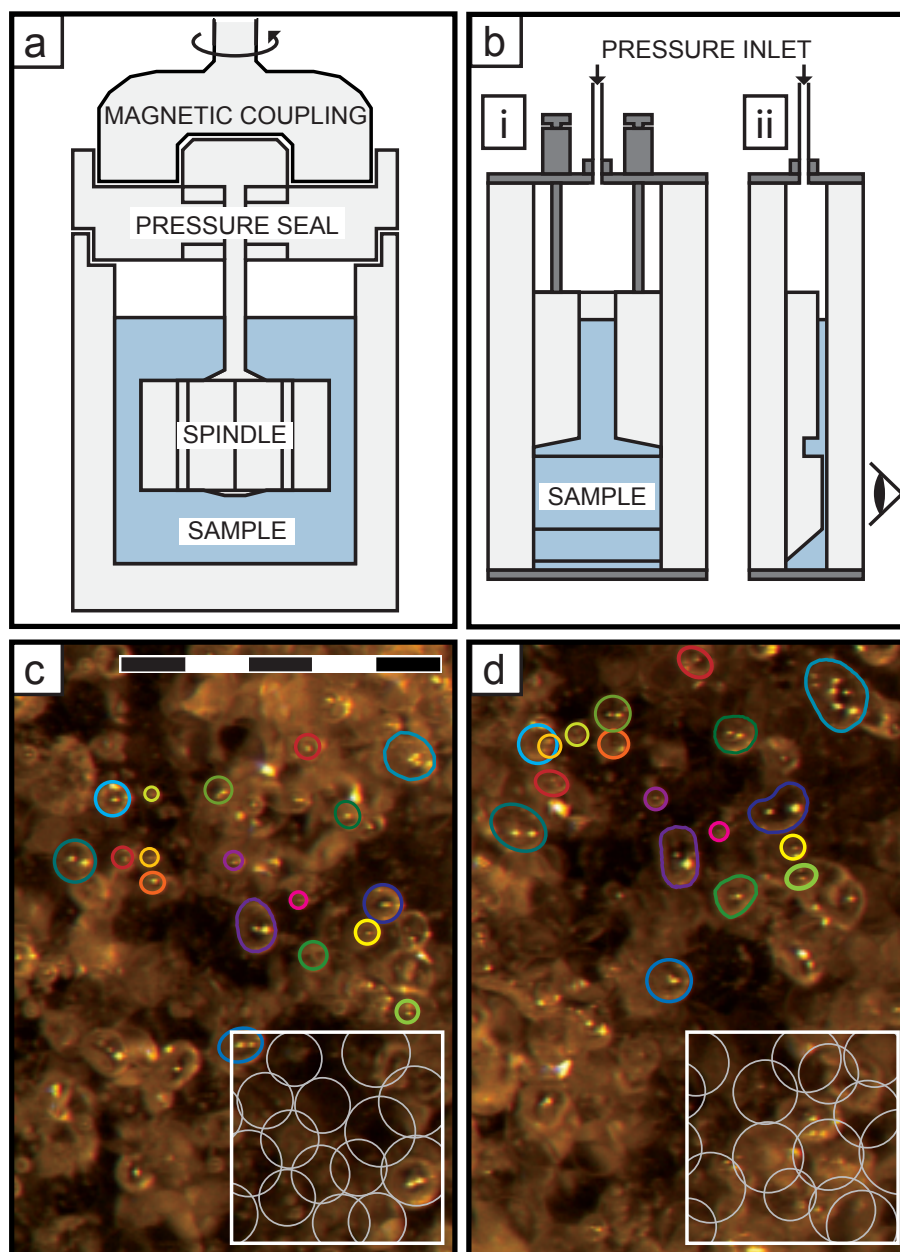 a
MAGNETIC COUPLING
PRESSURE SEAL
SPINDLE
SAMPLE
b
PRESSURE INLET
i
ii
SAMPLE
c
d